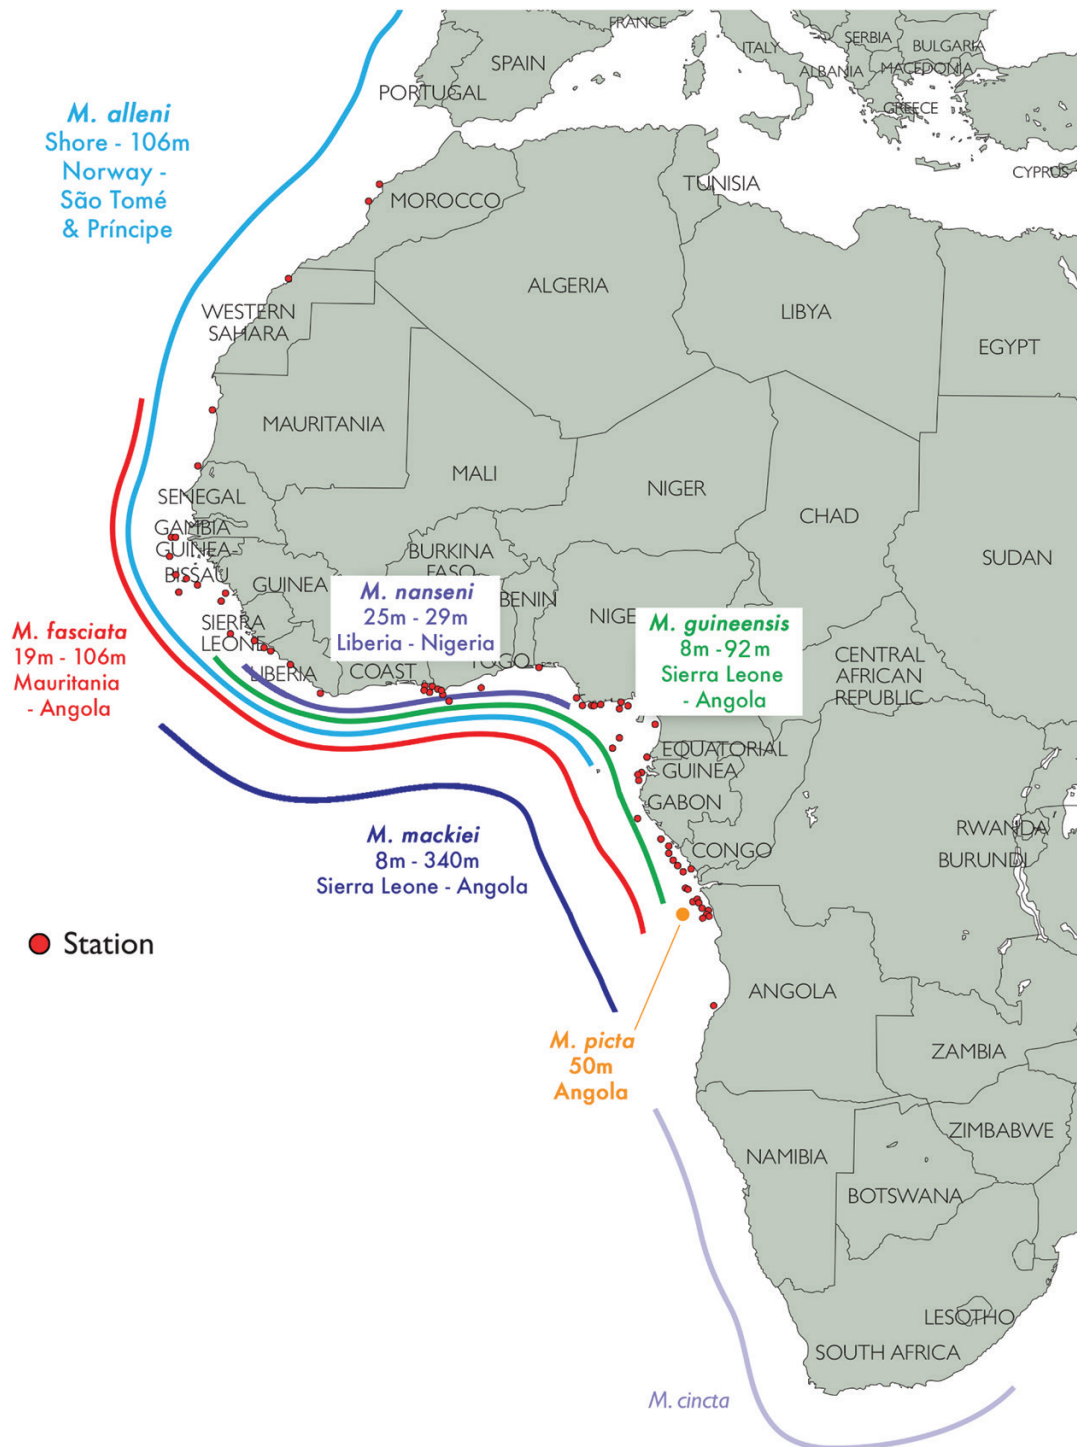 FRANCE
SPAIN
PORTUGAL
ITALY
SERBIA
BULGARIA
ALBANIA
MACEDONIA
GREECE
CYPRUS
M. alleni
Shore - 106m
Norway -
São Tomé
& Príncipe
TUNISIA
MOROCCO
ALGERIA
LIBYA
EGYPT
WESTERN
SAHARA
MAURITANIA
MALI
NIGER
CHAD
SUDAN
SENEGAL
GAMBIA
GUINEA-
BISSAU
GUINEA
BURKINA
FASO
BENIN
NIGE
M. nanseni
25m - 29m
Liberia - Nigeria
SIERRA
LEONE
LIBERIA
COAST
TOGO
M. guineensis
8m -92 m
Sierra Leone
- Angola
CENTRAL
AFRICAN
REPUBLIC
M. fasciata
19m - 106m
Mauritania
- Angola
EQUATORIAL
GUINEA
GABON
CONGO
RWANDA
BURUNDI
M. mackiei
8m - 340m
Sierra Leone - Angola
Station
ANGOLA
ZAMBIA
M. picta
50m
Angola
ZIMBABWE
NAMIBIA
BOTSWANA
LESOTHO
SOUTH AFRICA
M. cincta